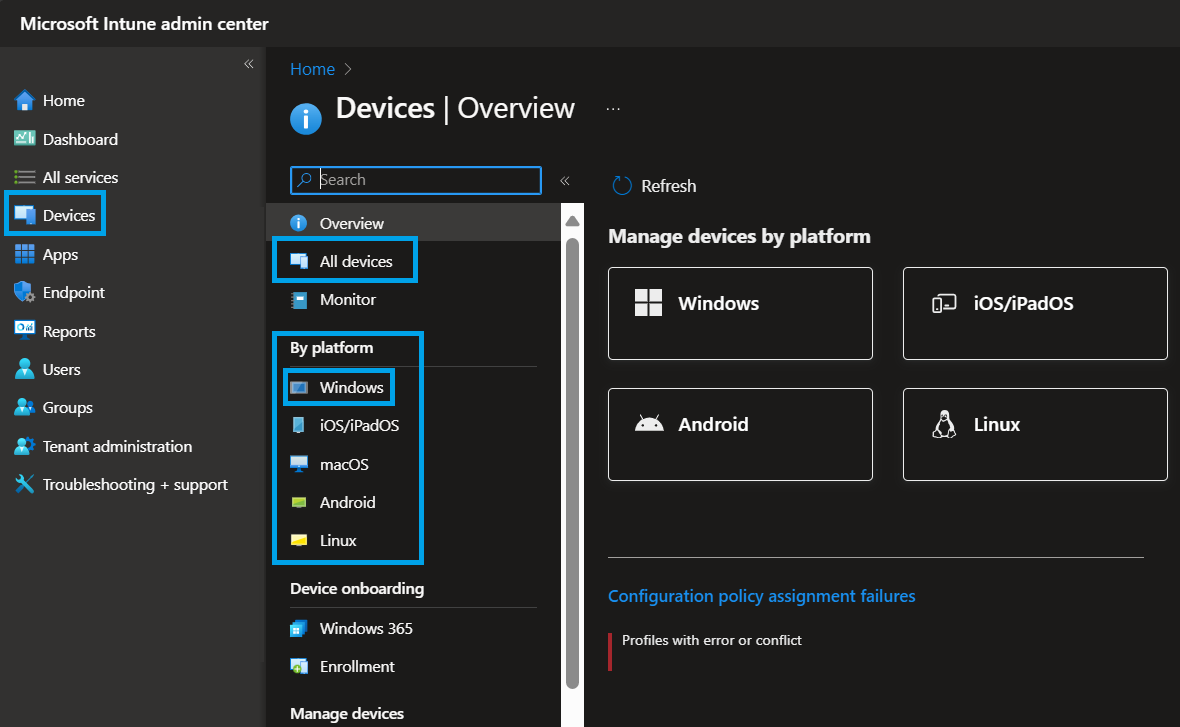 Microsoft Intune admin center
«
Home
Dashboard
All services
Devices
Apps
Endpoint
Reports
Users
Groups
Tenant administration
Troubleshooting + support
Home >
Devices | Overview ...
Search
«
Overview
All devices
Monitor
By platform
Windows
iOS/iPadOS
macOS
Android
Linux
Device onboarding
Windows 365
Enrollment
Manage devices
Refresh
Manage devices by platform
Windows
iOS/iPadOS
Android
Linux
Configuration policy assignment failures
Profiles with error or conflict